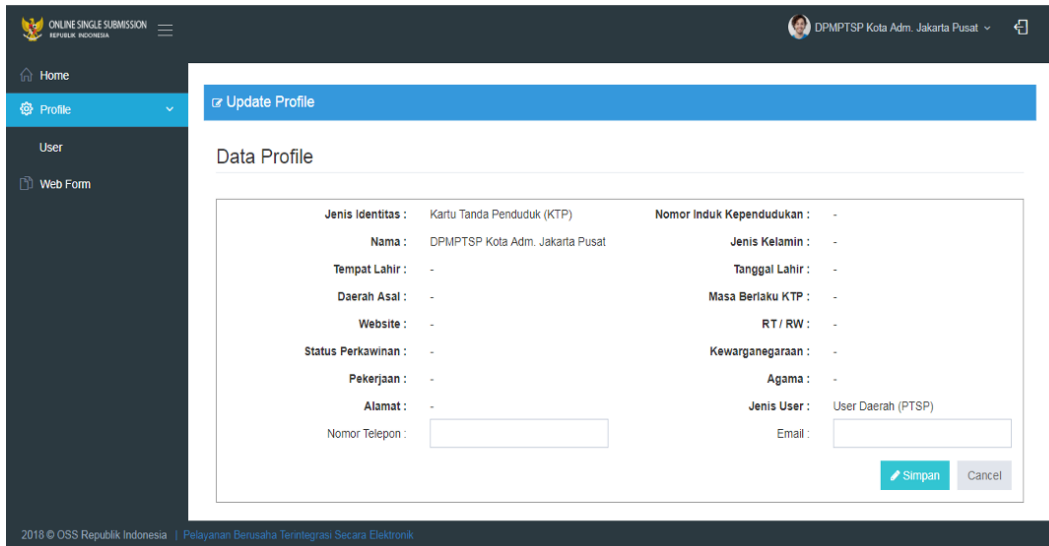 ONLINE SINGLE SUBMISSION
REPUBLIK INDONESIA
DPMPTSP Kota Adm. Jakarta Pusat
Home
Profile
User
Web Form
Update Profile
Data Profile
Jenis Identitas : Kartu Tanda Penduduk (KTP) Nomor Induk Kependudukan : -
Nama : DPMPTSP Kota Adm. Jakarta Pusat Jenis Kelamin : -
Tempat Lahir : - Tanggal Lahir : -
Daerah Asal : - Masa Berlaku KTP : -
Website : - RT / RW : -
Status Perkawinan : - Kewarganegaraan : -
Pekerjaan : - Agama : -
Alamat : - Jenis User : User Daerah (PTSP)
Nomor Telepon : Email :
Simpan Cancel
2018 © OSS Republik Indonesia | Pelayanan Berusaha Terintegrasi Secara Elektronik